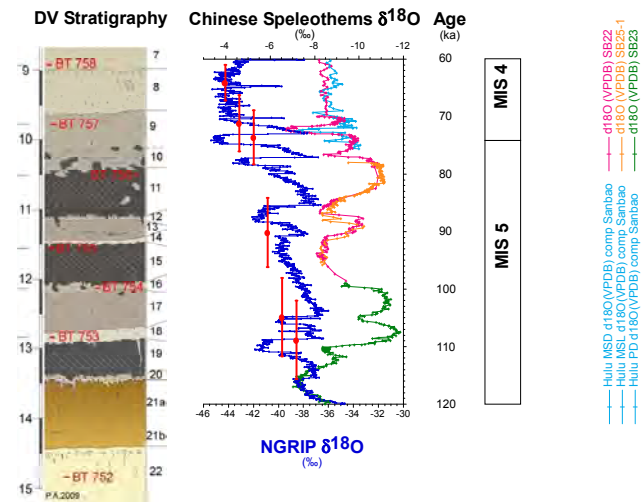 DV Stratigraphy
Chinese Speleothems δ18O
(‰)
Age
(ka)
-4 -6 -8 -10 -12
BT 758
BT 757
BT 754
BT 753
BT 752
9
10
11
12
13
14
15
7
8
9
10
11
12
13
14
15
16
17
18
19
20
21a
21b
22
P.A.2009
60
70
80
90
100
110
120
MIS 4
MIS 5
-46 -44 -42 -40 -38 -36 -34 -32 -30
NGRIP δ18O
(‰)
d18O (VPDB) SB22
d18O (VPDB) SB25-1
d18O (VPDB) SB23
Hulu MSD d18O(VPDB) comp Sanbao
Hulu MSL d18O(VPDB) comp Sanbao
Hulu PD d18O(VPDB) comp Sanbao